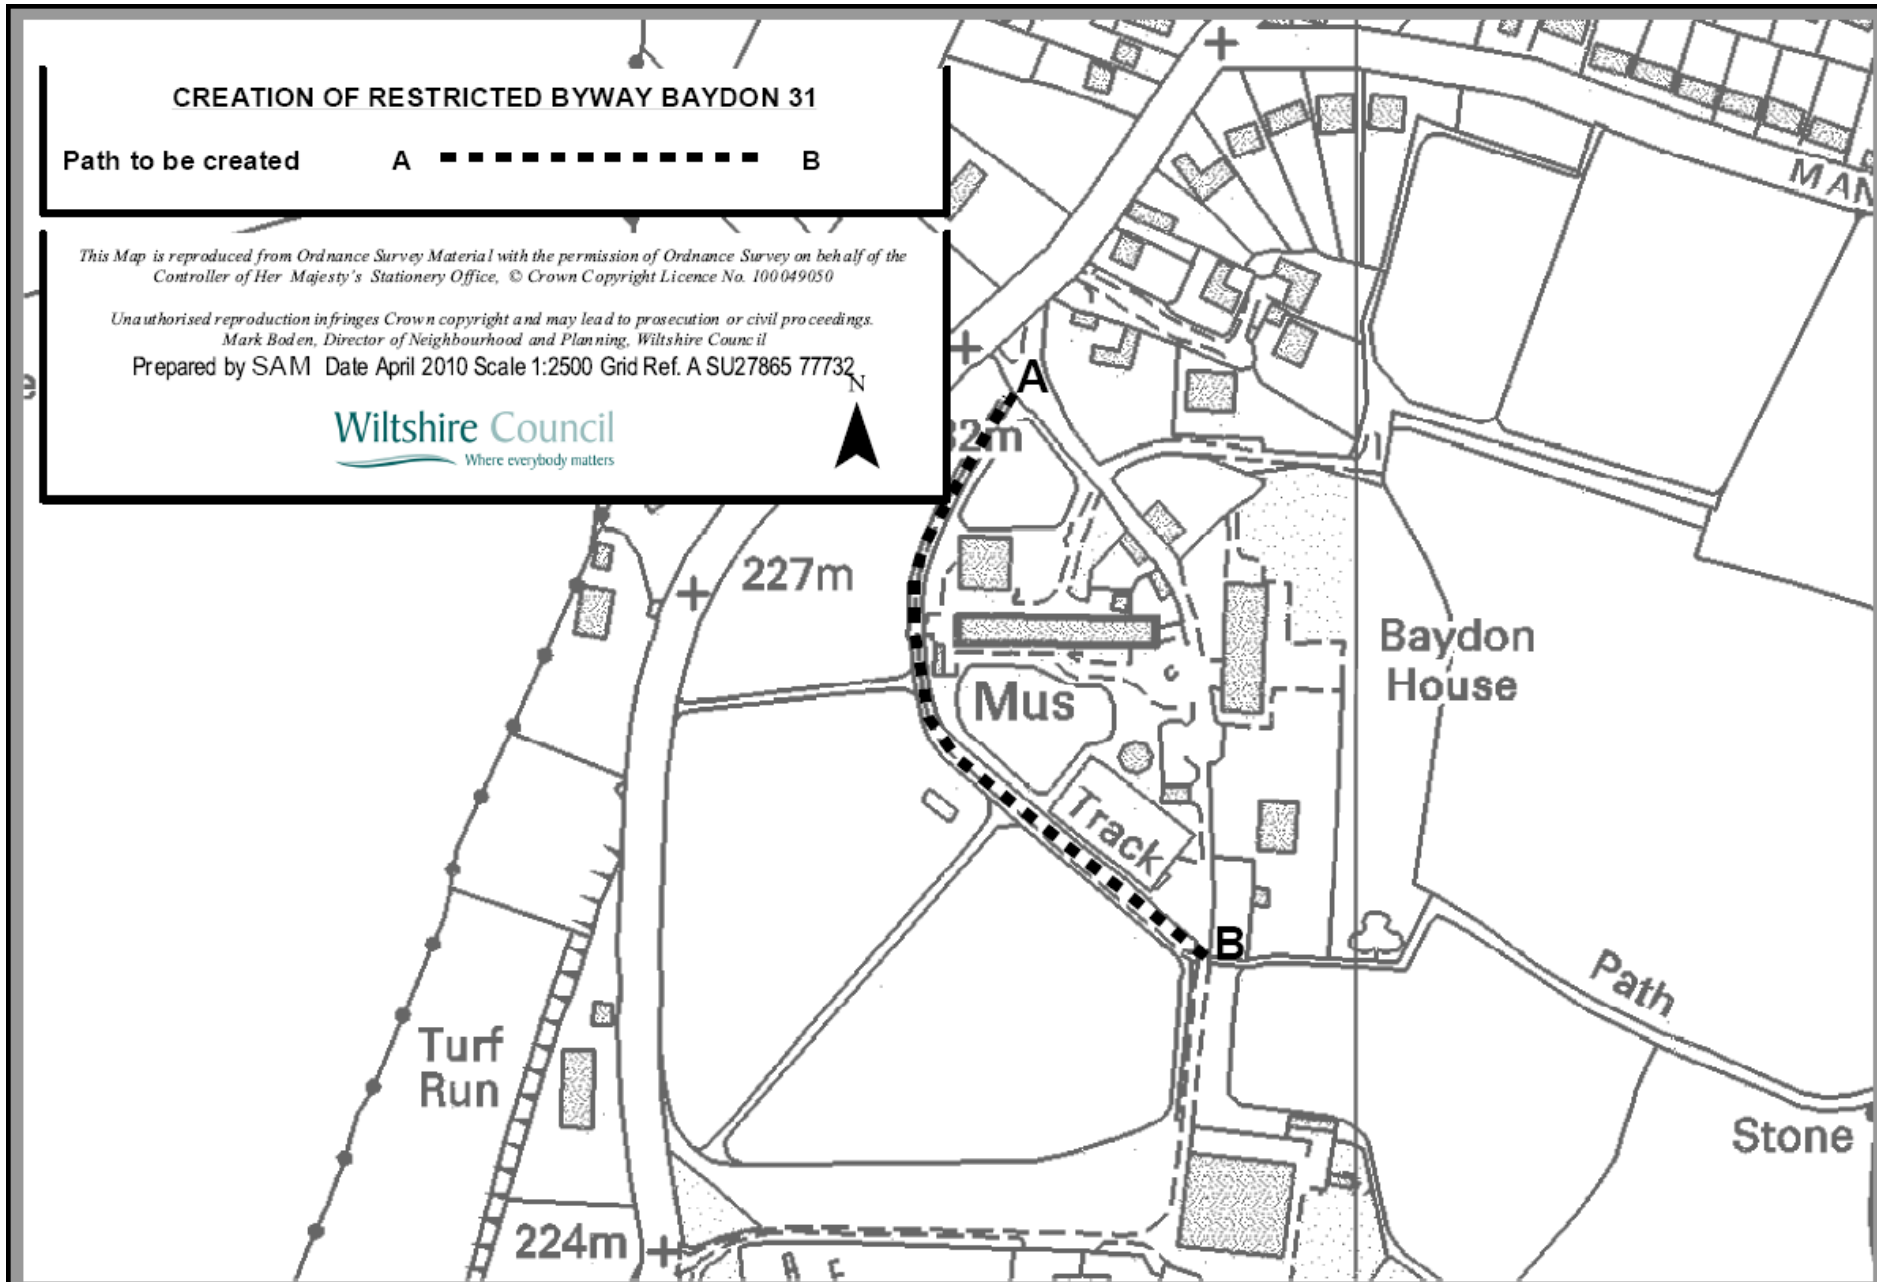 CREATION OF RESTRICTED BYWAY BAYDON 31
Path to be created A B
This Map is reproduced from Ordnance Survey Material with the permission of Ordnance Survey on behalf of the
Controller of Her Majesty's Stationery Office, © Crown Copyright Licence No. 100049050
Unauthorised reproduction infringes Crown copyright and may lead to prosecution or civil proceedings.
Mark Boden, Director of Neighbourhood and Planning, Wiltshire Council
Prepared by SAM Date April 2010 Scale 1:2500 Grid Ref. A SU27865 77732
N
Wiltshire Council
Where everybody matters
A
227m
Baydon
House
Mus
Track
B
Path
Turf
Run
Stone
224m